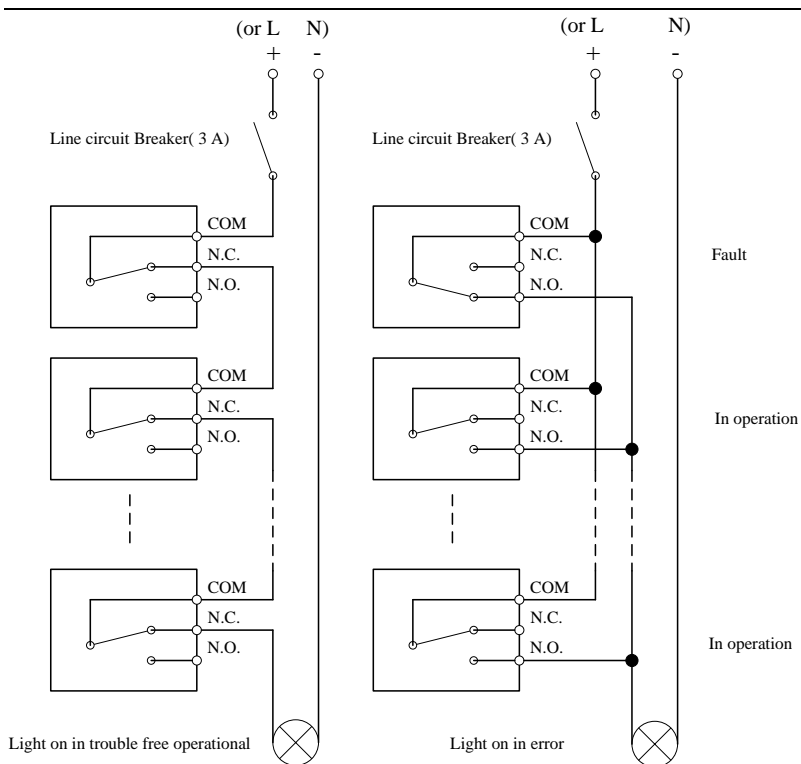 (or L N)
+ -
Line circuit Breaker( 3 A)
COM
N.C.
N.O.
COM
N.C.
N.O.
COM
N.C.
N.O.
Light on in trouble free operational
(or L N)
+ -
Line circuit Breaker( 3 A)
COM
N.C.
N.O.
Fault
COM
N.C.
N.O.
In operation
COM
N.C.
N.O.
In operation
Light on in error